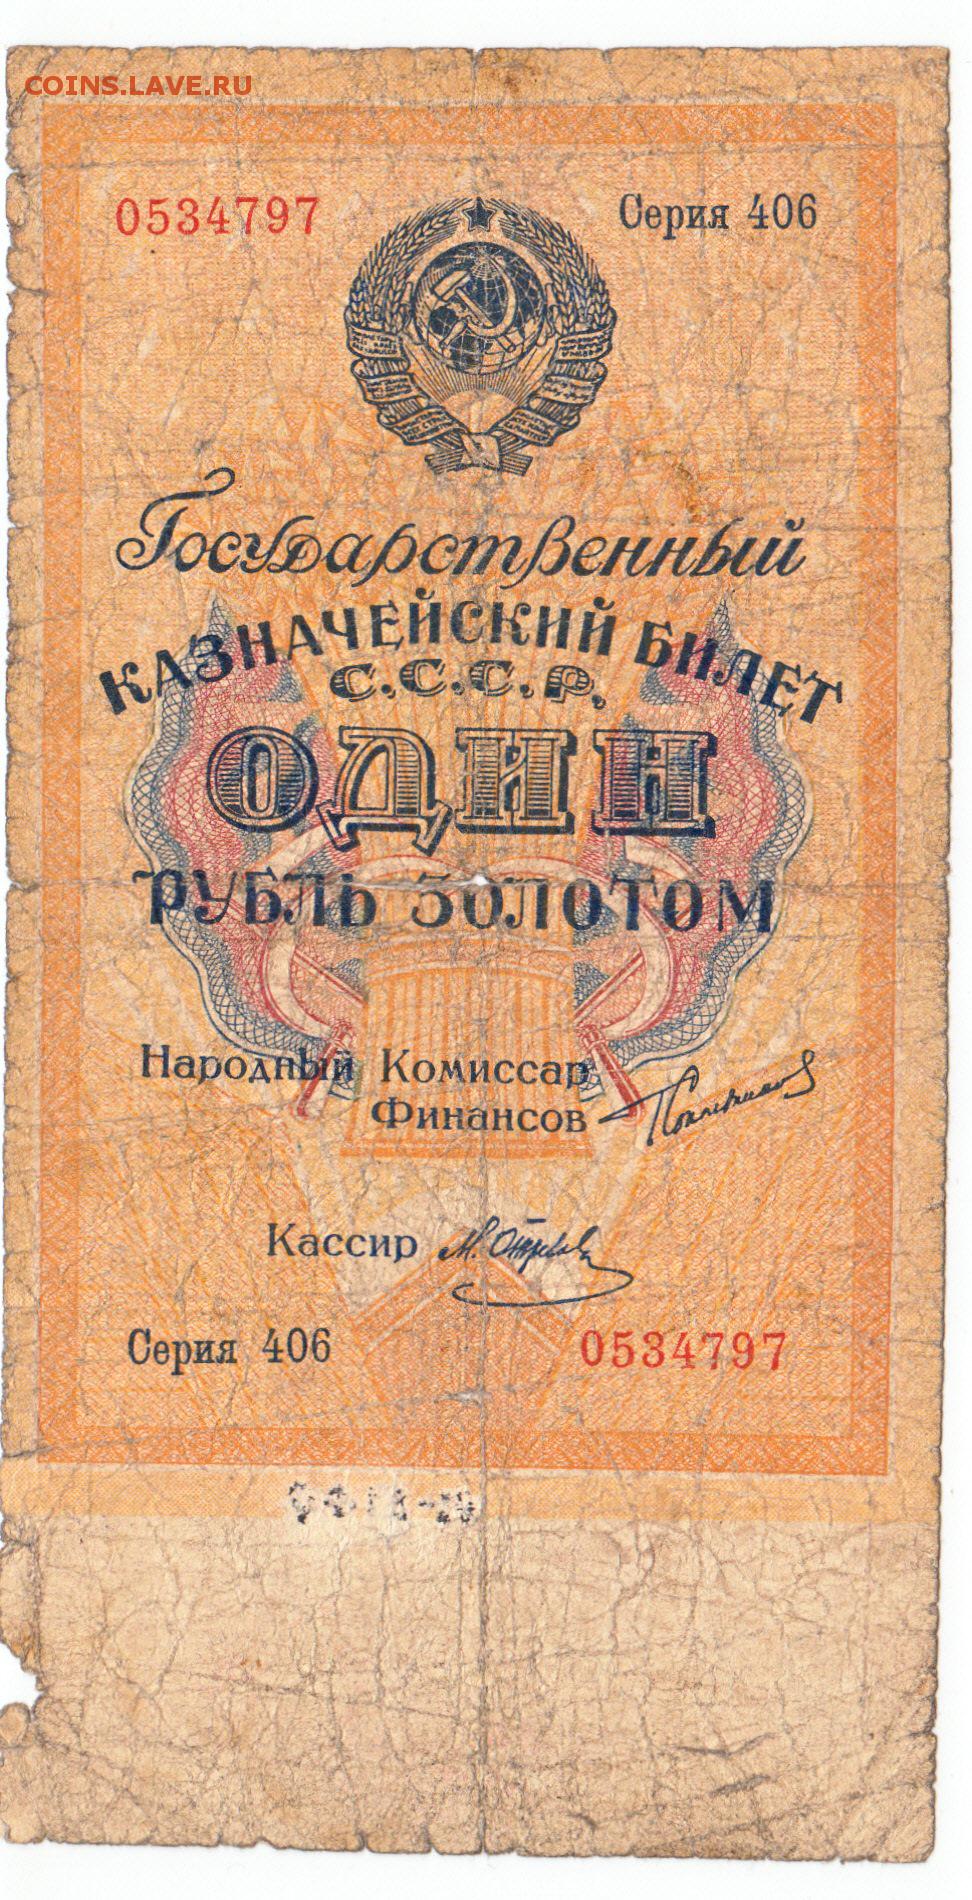 COINS.LAVE.RU
0534797 Серия 406
Государственный
КАЗНАЧЕЙСКИЙ БИЛЕТ
С.С.С.Р.
ОДИН
РУБЛЬ ЗОЛОТОМ
Народный Комиссар
Финансов
Кассир
Серия 406 0534797